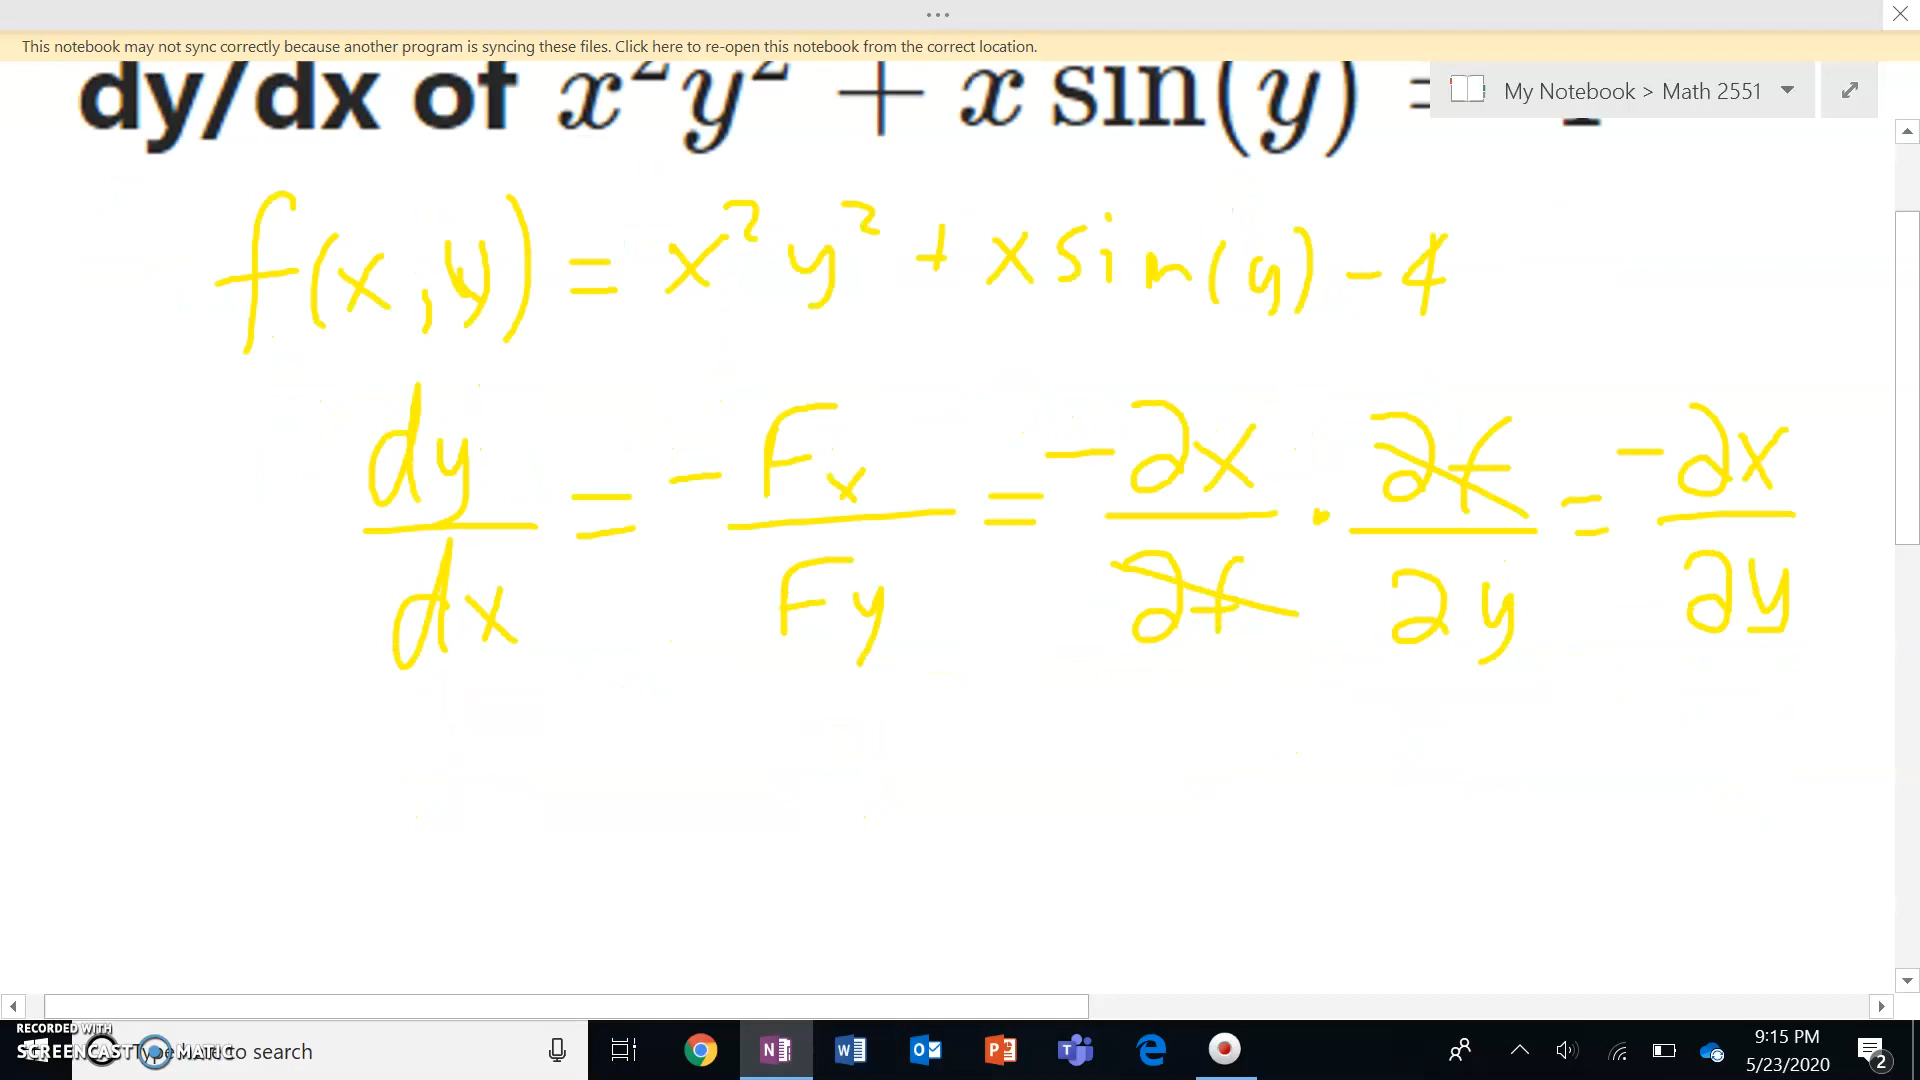 This notebook may not sync correctly because another program is syncing these files. Click here to re-open this notebook from the correct location.
dy/dx of x²y² + x sin(y) =
My Notebook > Math 2551
f(x,y) = x²y² + x sin(y) - 4
dy/dx = -Fx/Fy = -∂x/∂f · ∂f/∂y = -∂x/∂y
RECORDED WITH
SCREENCAST MATIC
Type here to search
9:15 PM
5/23/2020
2